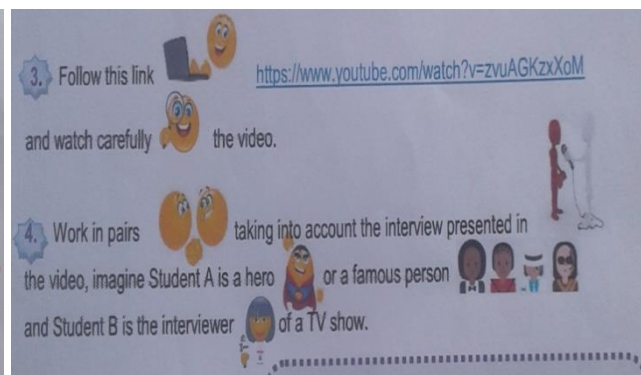 3. Follow this link https://www.youtube.com/watch?v=zvuAGKzxXoM
and watch carefully the video.
4. Work in pairs taking into account the interview presented in
the video, imagine Student A is a hero or a famous person
and Student B is the interviewer of a TV show.